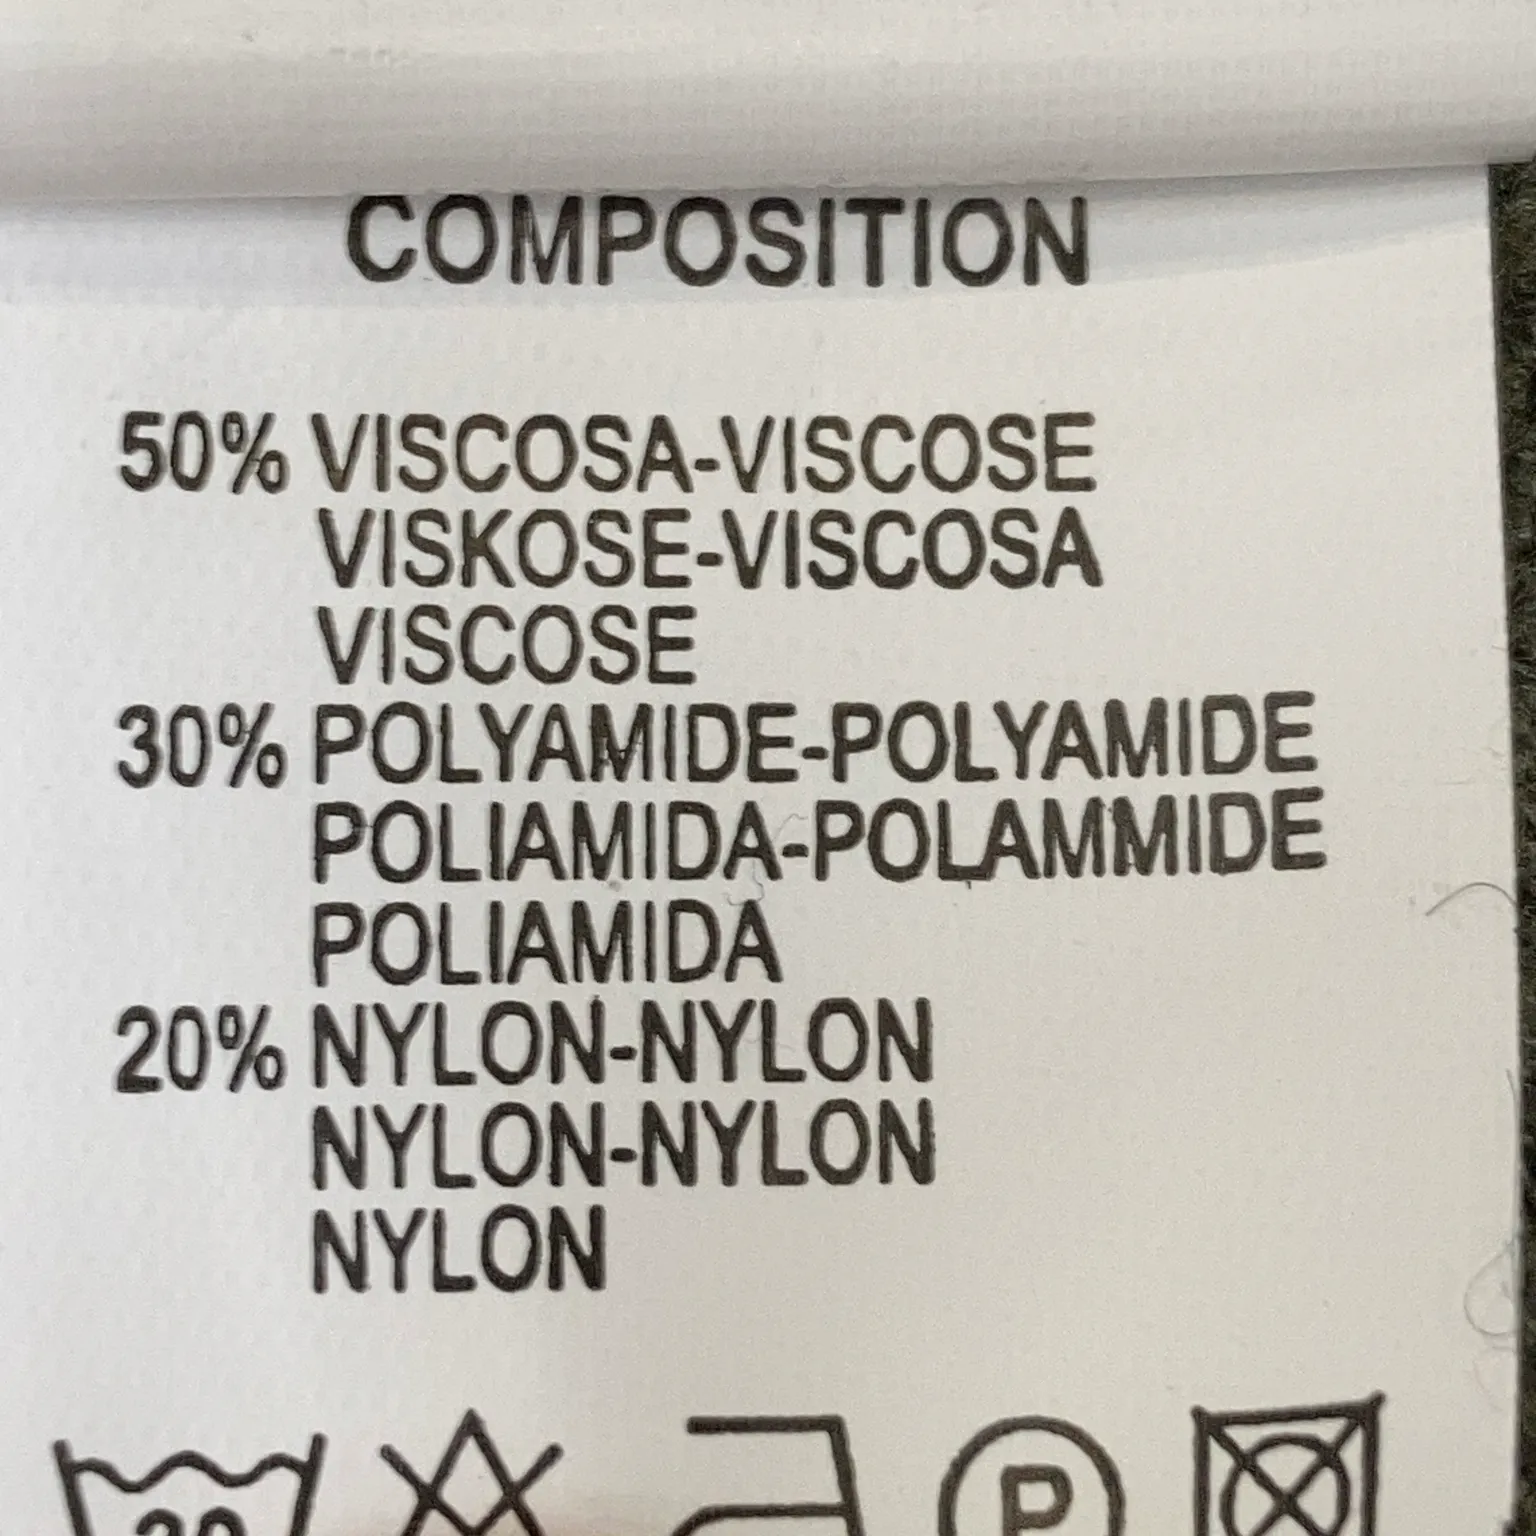 COMPOSITION
50% VISCOSA-VISCOSE
VISKOSE-VISCOSA
VISCOSE
30% POLYAMIDE-POLYAMIDE
POLIAMIDA-POLAMMIDE
POLIAMIDA
20% NYLON-NYLON
NYLON-NYLON
NYLON
30
P